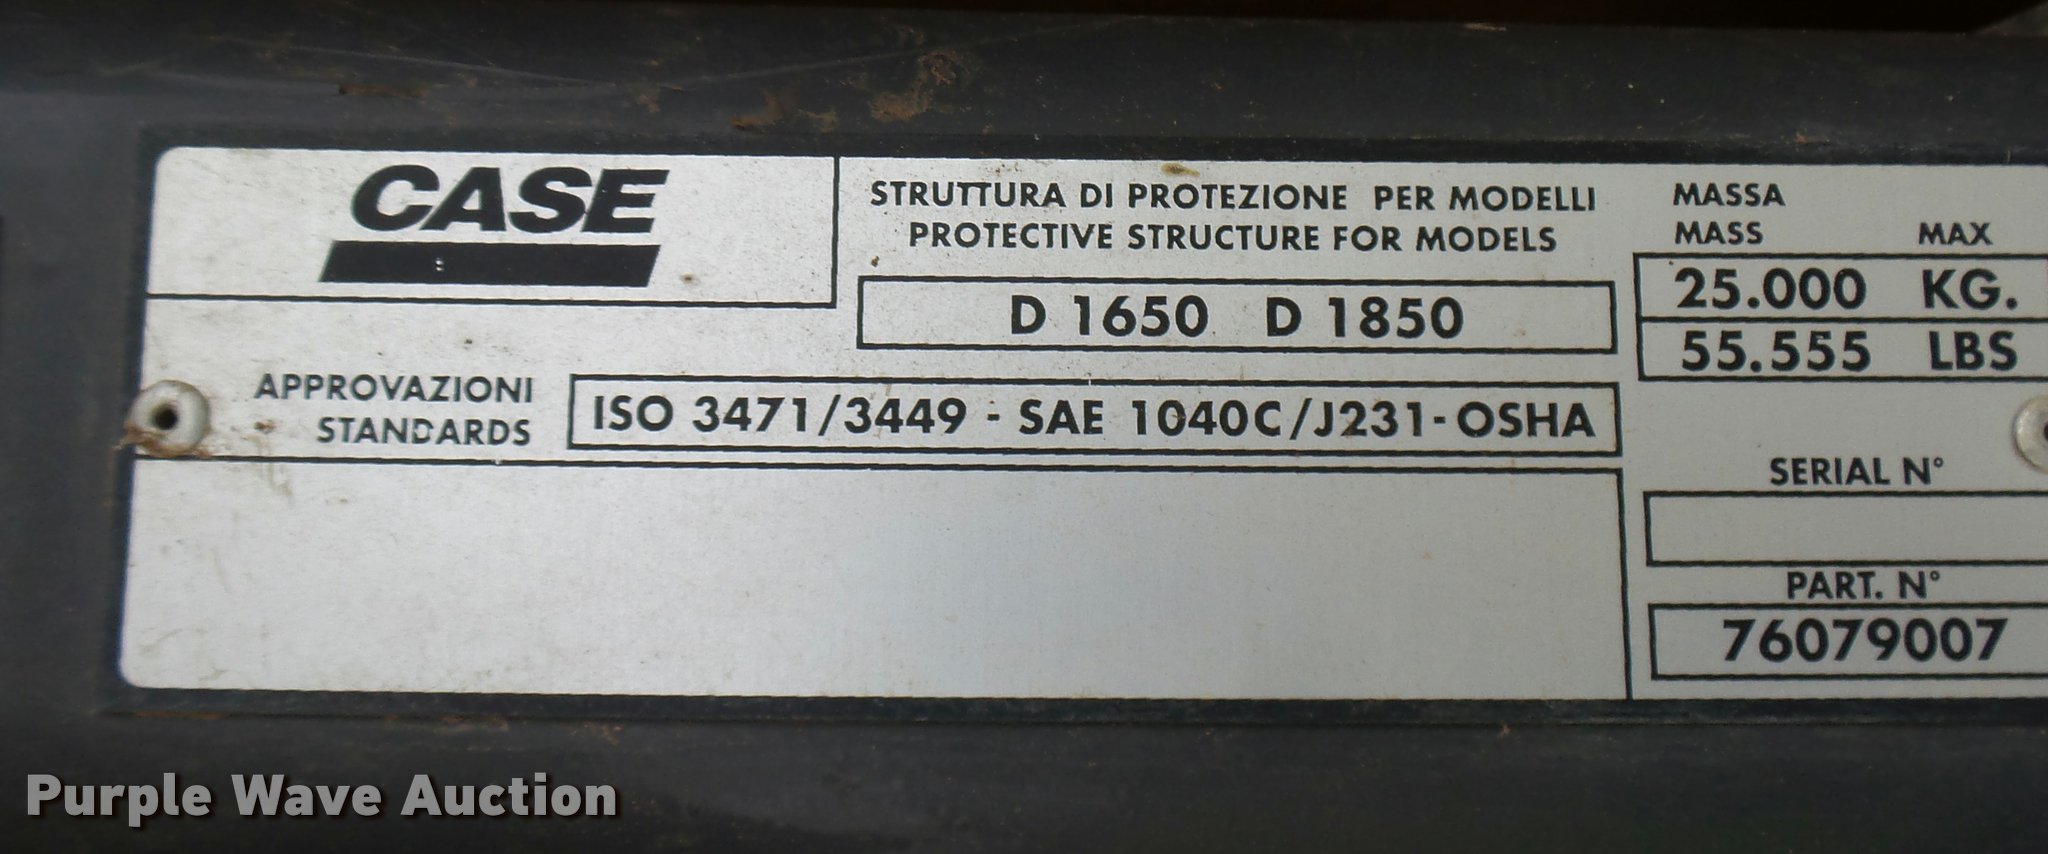 CASE
STRUTTURA DI PROTEZIONE PER MODELLI
PROTECTIVE STRUCTURE FOR MODELS
D 1650 D 1850
MASSA
MASS MAX
25.000 KG.
55.555 LBS
APPROVAZIONI
STANDARDS
ISO 3471/3449 - SAE 1040C/J231-OSHA
SERIAL N°
PART. N°
76079007
Purple Wave Auction